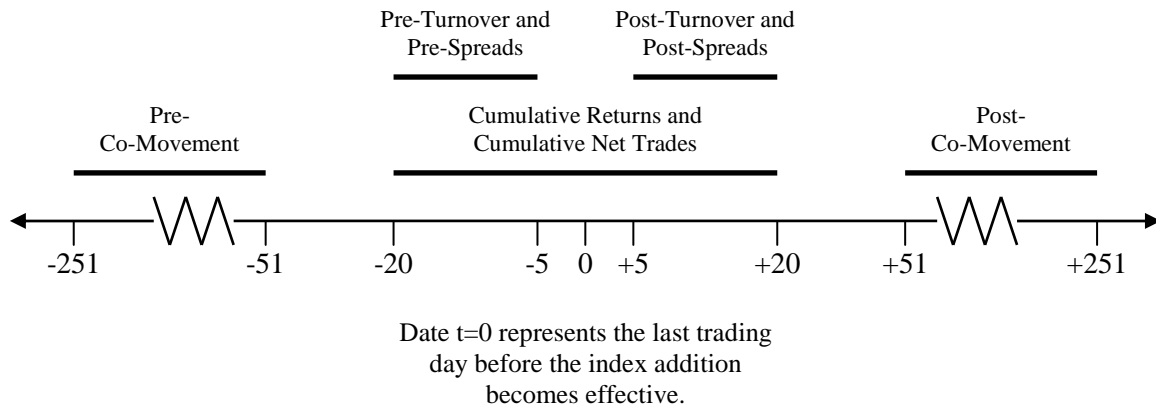 Pre-Turnover and
Pre-Spreads
Post-Turnover and
Post-Spreads
Pre-
Co-Movement
Cumulative Returns and
Cumulative Net Trades
Post-
Co-Movement
-251
-51
-20
-5
0
+5
+20
+51
+251
Date t=0 represents the last trading
day before the index addition
becomes effective.